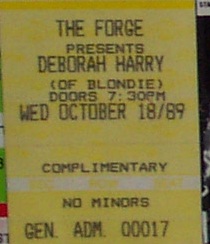 THE FORGE
PRESENTS
DEBORAH HARRY
(OF BLONDIE)
DOORS 7:30PM
WED OCTOBER 18/89
COMPLIMENTARY
NO MINORS
GEN. ADM. 00017